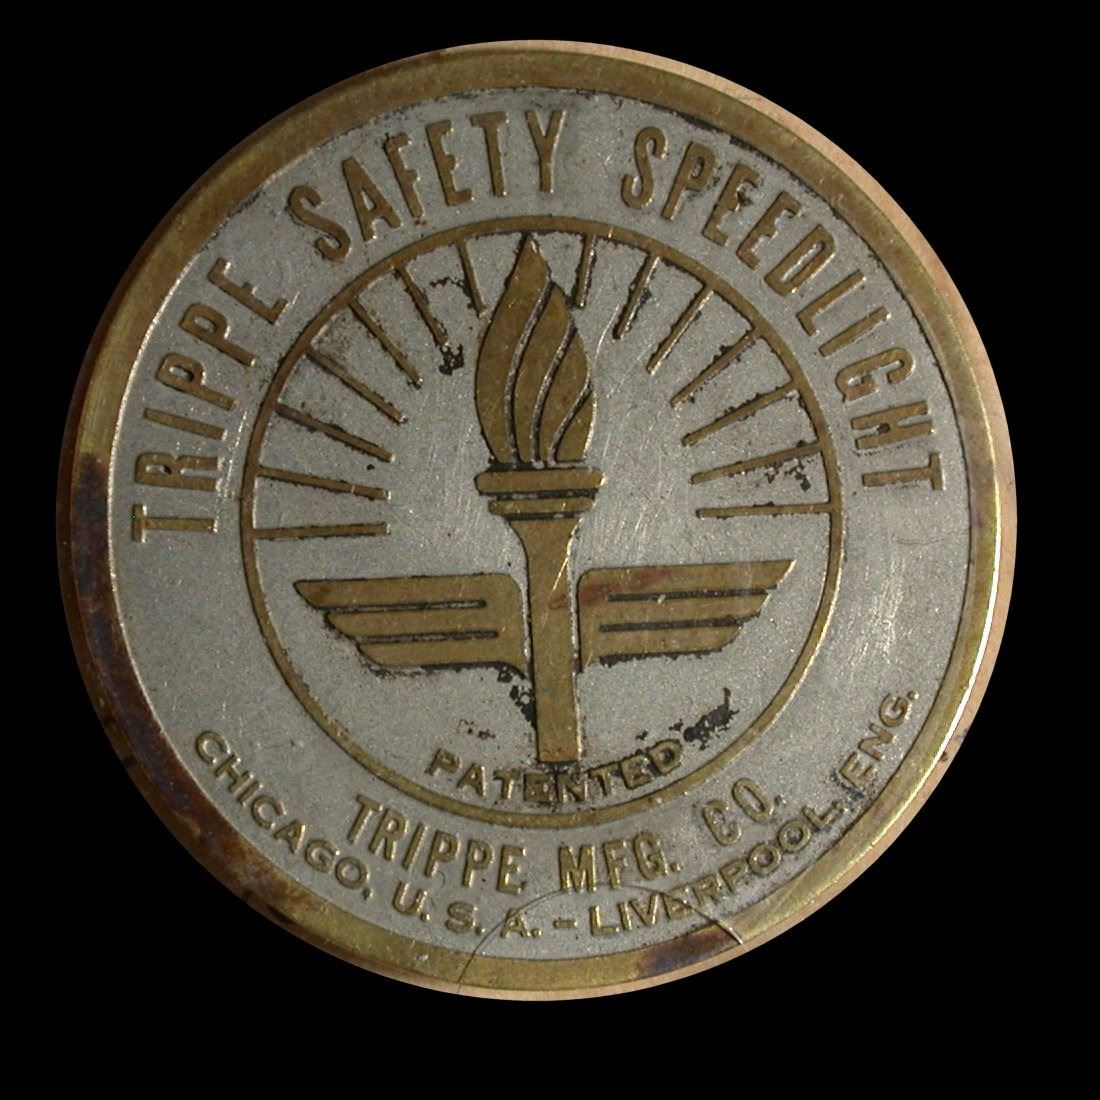 TRIPPE SAFETY SPEEDLIGHT
PATENTED
TRIPPE MFG. CO.
CHICAGO. U. S. A. - LIVERPOOL. ENG.